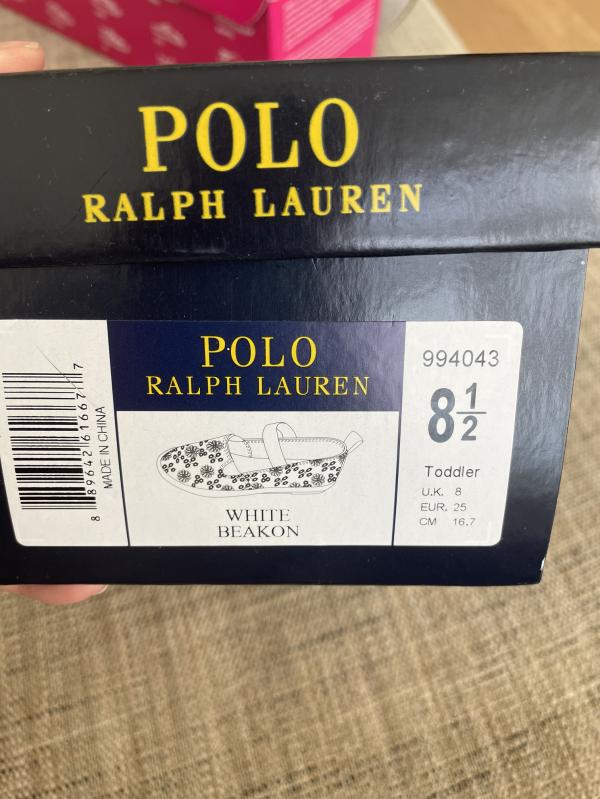 POLO
RALPH LAUREN
8 89642 61667 7
MADE IN CHINA
POLO
RALPH LAUREN
WHITE
BEAKON
994043
8 1/2
Toddler
U.K. 8
EUR. 25
CM 16.7